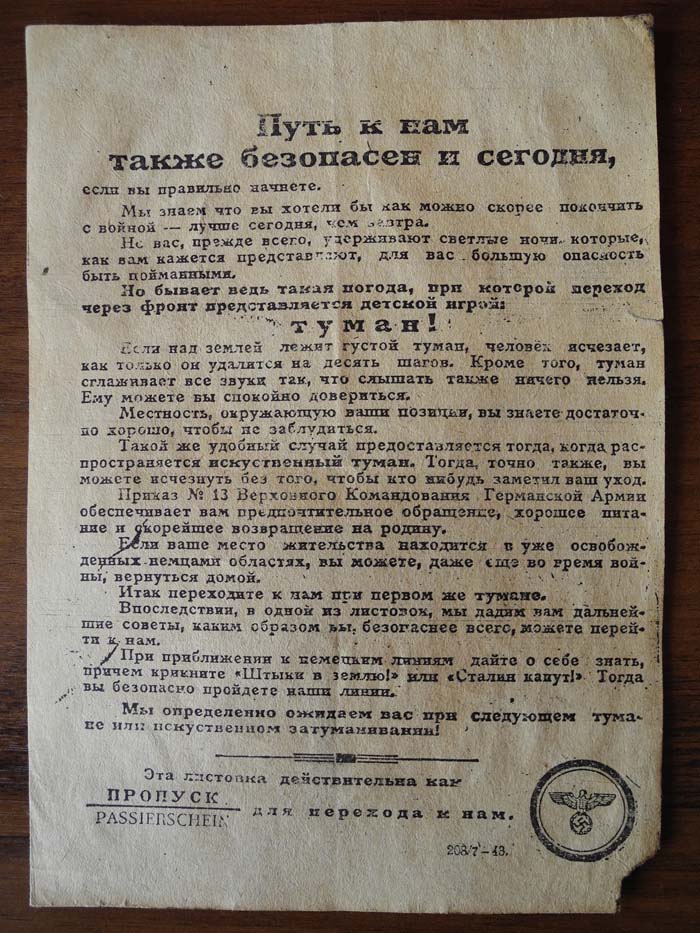 Путь к нам
также безопасен и сегодня,
если вы правильно начнете.
Мы знаем что вы хотели бы как можно скорее покончить
с войной — лучше сегодня, чем завтра.
Но вас, прежде всего, удерживают светлые ночи которые,
как вам кажется представляют, для вас большую опасность
быть пойманными.
Но бывает ведь такая погода, при которой переход
через фронт представляется детской игрой:
туман!
Если над землей лежит густой туман, человек исчезает,
как только он удалится на десять шагов. Кроме того, туман
сглаживает все звуки так, что слышать также ничего нельзя.
Ему можете вы спокойно довериться.
Местность, окружающую ваши позиции, вы знаете достаточ-
но хорошо, чтобы не заблудиться.
Такой же удобный случай предоставляется тогда, когда рас-
пространяется искуственный туман. Тогда, точно также, вы
можете исчезнуть без того, чтобы кто нибудь заметил ваш уход.
Приказ № 13 Верховного Командования Германской Армии
обеспечивает вам предпочтительное обращение, хорошее пита-
ние и скорейшее возвращение на родину.
Если ваше место жительства находится в уже освобож-
денных немцами областях, вы можете, даже еще во время вой-
ны, вернуться домой.
Итак переходите к нам при первом же тумане.
Впоследствии, в одной из листовок, мы дадим вам дальней-
шие советы, каким образом вы, безопаснее всего, можете перей-
ти к нам.
При приближении к немецким линиям дайте о себе знать,
причем крикните «Штыки в землю!» или «Сталин капут!» Тогда
вы безопасно пройдете наши линии.
Мы определенно ожидаем вас при следующем тума-
не или искуственном затуманивании!
Эта листовка действительна как
ПРОПУСК
PASSIERSCHEIN
для перехода к нам.
203/7-43.